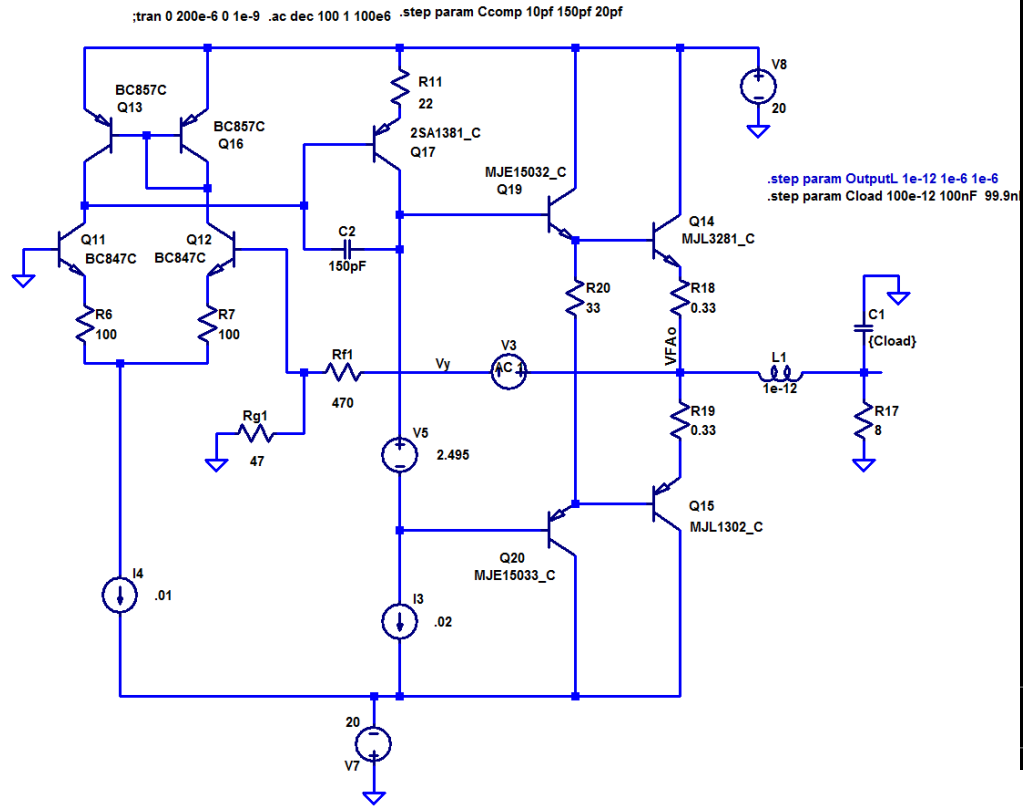 ;tran 0 200e-6 0 1e-9 .ac dec 100 1 100e6 .step param Ccomp 10pf 150pf 20pf
V8
20
BC857C
Q13
BC857C
Q16
R11
22
2SA1381_C
Q17
MJE15032_C
Q19
.step param OutputL 1e-12 1e-6 1e-6
.step param Cload 100e-12 100nF 99.9n
Q11
BC847C
Q12
BC847C
C2
150pF
Q14
MJL3281_C
R6
100
R7
100
R20
33
R18
0.33
C1
{Cload}
VFAo
Rf1
470
Vy
V3
AC 1
L1
1e-12
Rg1
47
R19
0.33
R17
8
V5
2.495
Q15
MJL1302_C
Q20
MJE15033_C
I4
.01
I3
.02
20
V7